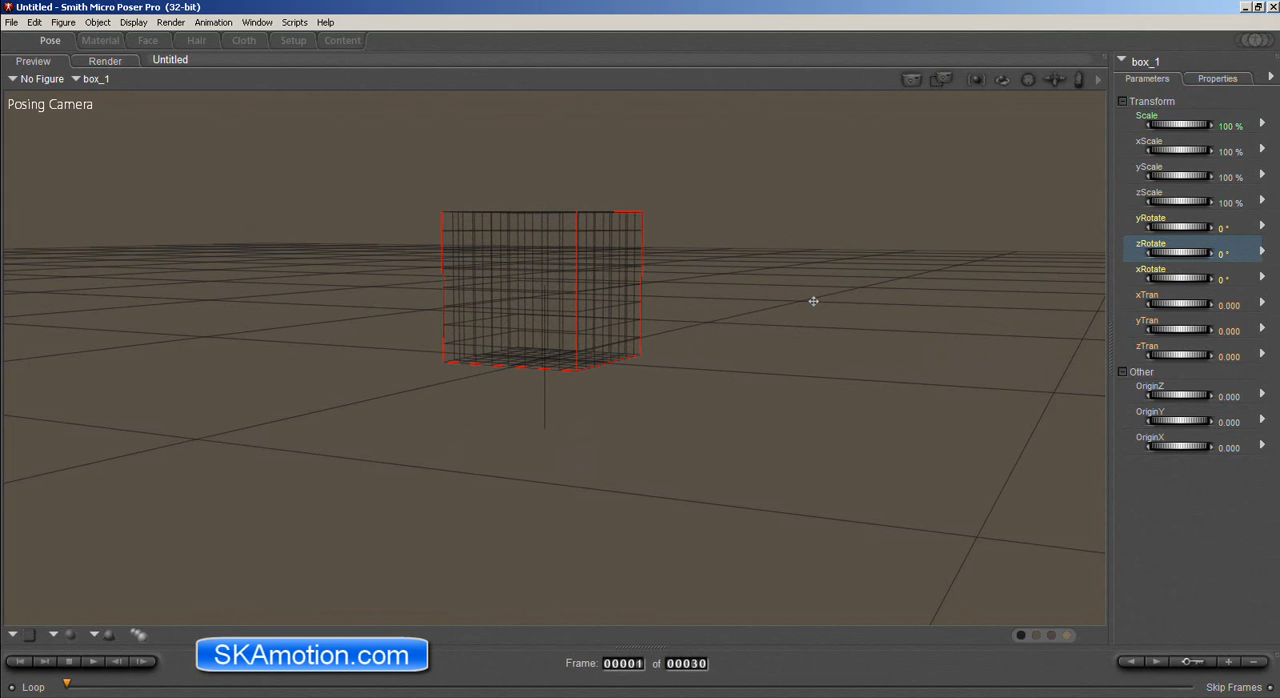 Untitled - Smith Micro Poser Pro (32-bit)
File Edit Figure Object Display Render Animation Window Scripts Help
Pose Material Face Hair Cloth Setup Content
Preview Render Untitled
No Figure box_1
Posing Camera
box_1
Parameters Properties
Transform
Scale
100 %
xScale
100 %
yScale
100 %
zScale
100 %
yRotate
0 °
zRotate
0 °
xRotate
0 °
xTran
0.000
yTran
0.000
zTran
0.000
Other
OriginZ
0.000
OriginY
0.000
OriginX
0.000
SKAmotion.com
Frame: 00001 of 00030
Loop
Skip Frames